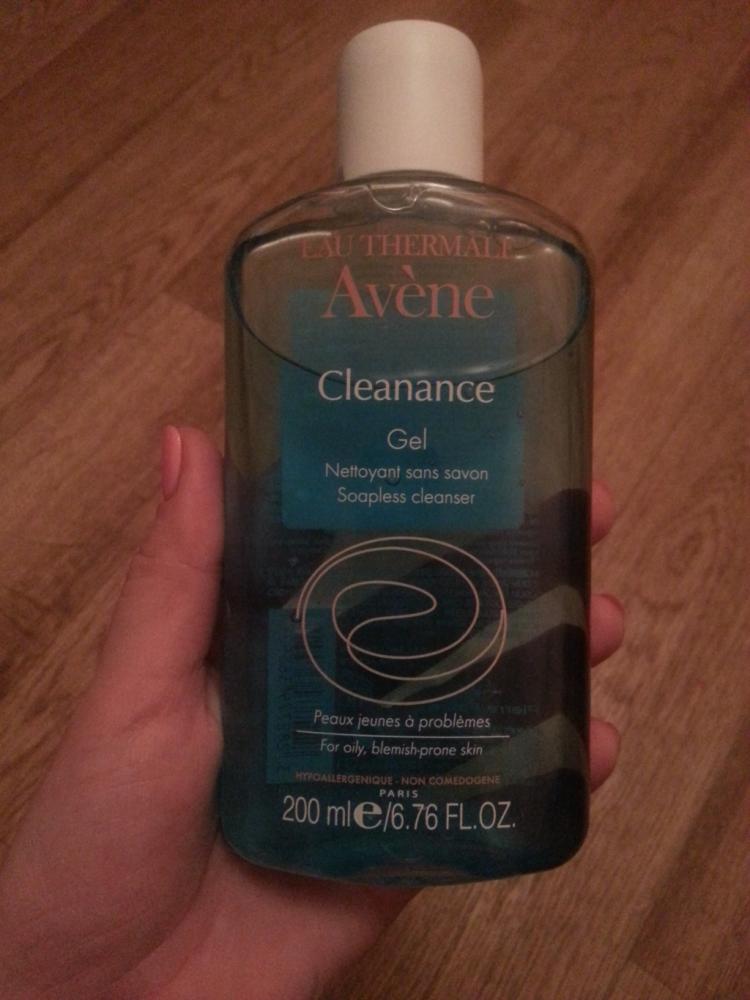 EAU THERMALE
Avène
Cleanance
Gel
Nettoyant sans savon
Soapless cleanser
Peaux jeunes à problèmes
For oily, blemish-prone skin
HYPOALLERGENIQUE - NON COMEDOGENE
PARIS
200 ml e/6.76 FL.OZ.